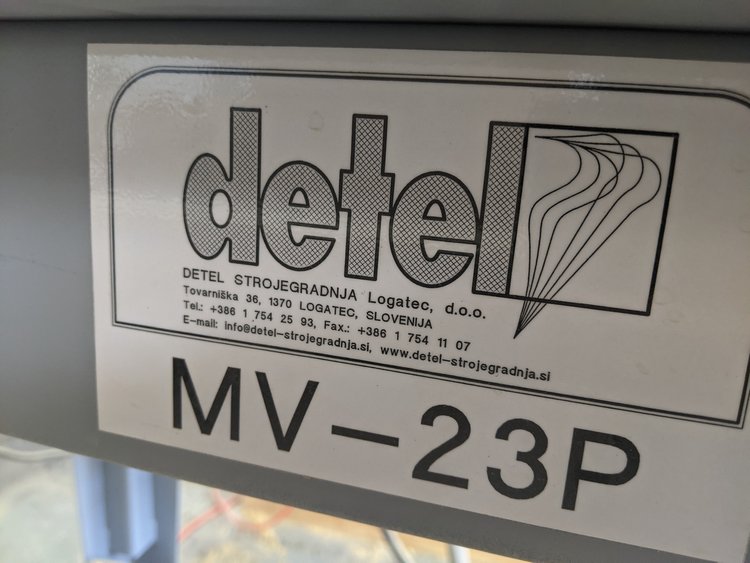 detel
DETEL STROJEGRADNJA Logatec, d.o.o.
Tovarniška 36, 1370 LOGATEC, SLOVENIJA
Tel.: +386 1 754 25 93, Fax.: +386 1 754 11 07
E-mail: info@detel-strojegradnja.si, www.detel-strojegradnja.si
MV-23P